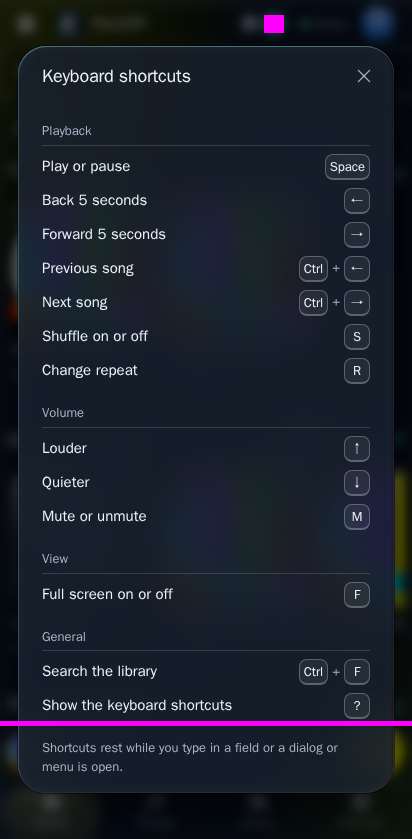 Keyboard shortcuts
Playback
Play or pause Space
Back 5 seconds ←
Forward 5 seconds →
Previous song Ctrl + ←
Next song Ctrl + →
Shuffle on or off S
Change repeat R
Volume
Louder ↑
Quieter ↓
Mute or unmute M
View
Full screen on or off F
General
Search the library Ctrl + F
Show the keyboard shortcuts ?
Shortcuts rest while you type in a field or a dialog or
menu is open.